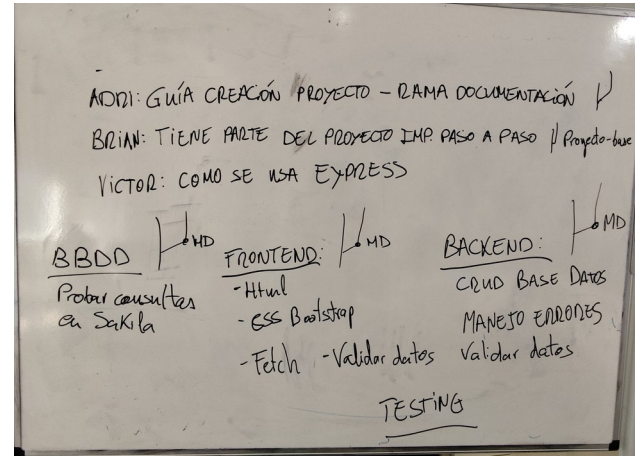 ADRI: GUÍA CREACIÓN PROYECTO - RAMA DOCUMENTACIÓN
BRIAN: TIENE PARTE DEL PROYECTO IMP. PASO A PASO Proyecto-base
VICTOR: COMO SE USA EXPRESS
BBDD MD
Probar consultas
en Sakila
FRONTEND: MD
- Html
- CSS Bootstrap
- Fetch - Validar datos
BACKEND: MD
CRUD BASE DATOS
MANEJO ERRORES
Validar datos
TESTING